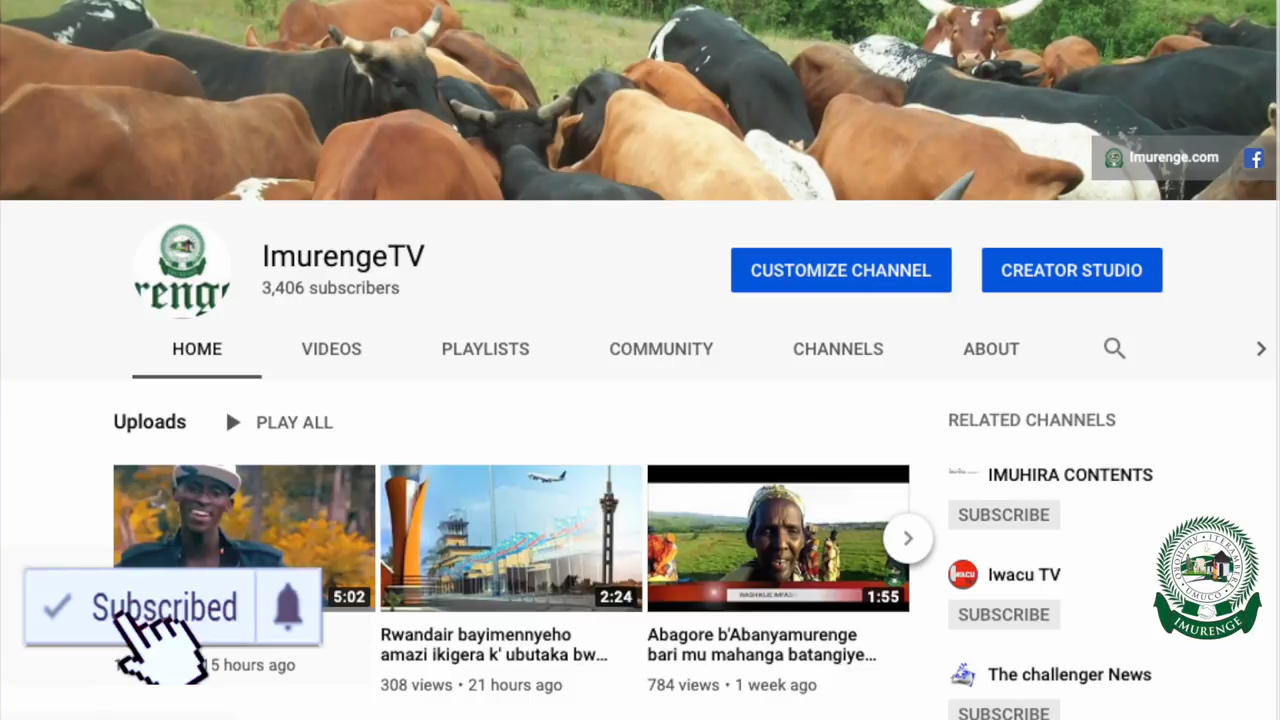 Imurenge.com
ImurengeTV
3,406 subscribers
CUSTOMIZE CHANNEL
CREATOR STUDIO
HOME
VIDEOS
PLAYLISTS
COMMUNITY
CHANNELS
ABOUT
Uploads
PLAY ALL
RELATED CHANNELS
IMUHIRA CONTENTS
SUBSCRIBE
Iwacu TV
SUBSCRIBE
The challenger News
SUBSCRIBE
5:02
2:24
1:55
Subscribed
15 hours ago
Rwandair bayimennyeho
amazi ikigera k' ubutaka bw...
308 views • 21 hours ago
Abagore b'Abanyamurenge
bari mu mahanga batangiye...
784 views • 1 week ago
IMURENGE